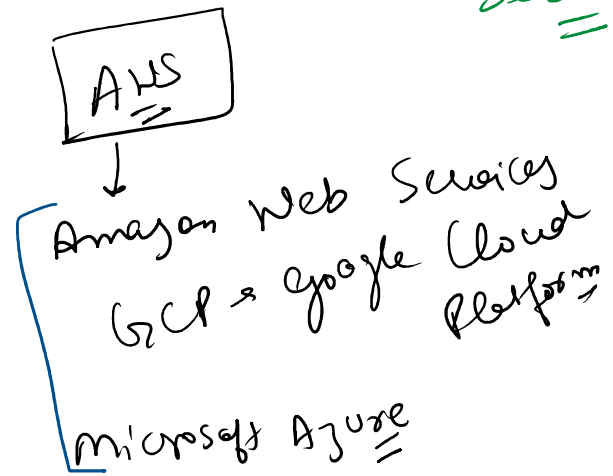 AWS
Amazon Web Services
GCP → Google Cloud
Platform
Microsoft Azure